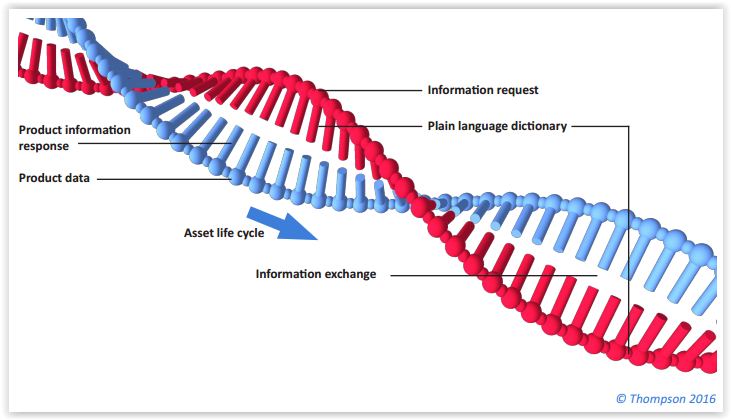 Information request
Plain language dictionary
Product information
response
Product data
Asset life cycle
Information exchange
© Thompson 2016